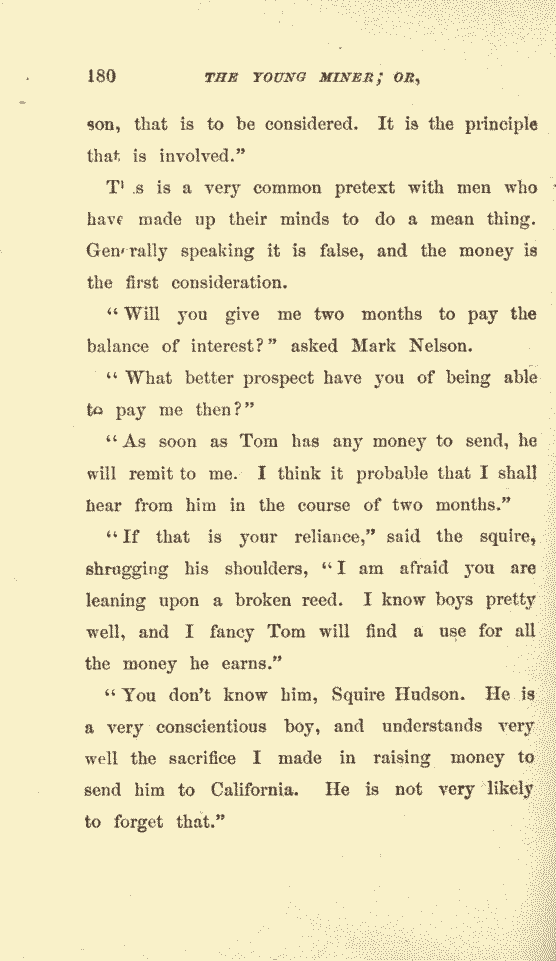 180 THE YOUNG MINER; OR,
son, that is to be considered. It is the principle
that is involved.”
This is a very common pretext with men who
have made up their minds to do a mean thing.
Generally speaking it is false, and the money is
the first consideration.
“Will you give me two months to pay the
balance of interest?” asked Mark Nelson.
“What better prospect have you of being able
to pay me then?”
“As soon as Tom has any money to send, he
will remit to me. I think it probable that I shall
hear from him in the course of two months.”
“If that is your reliance,” said the squire,
shrugging his shoulders, “I am afraid you are
leaning upon a broken reed. I know boys pretty
well, and I fancy Tom will find a use for all
the money he earns.”
“You don’t know him, Squire Hudson. He is
a very conscientious boy, and understands very
well the sacrifice I made in raising money to
send him to California. He is not very likely
to forget that.”